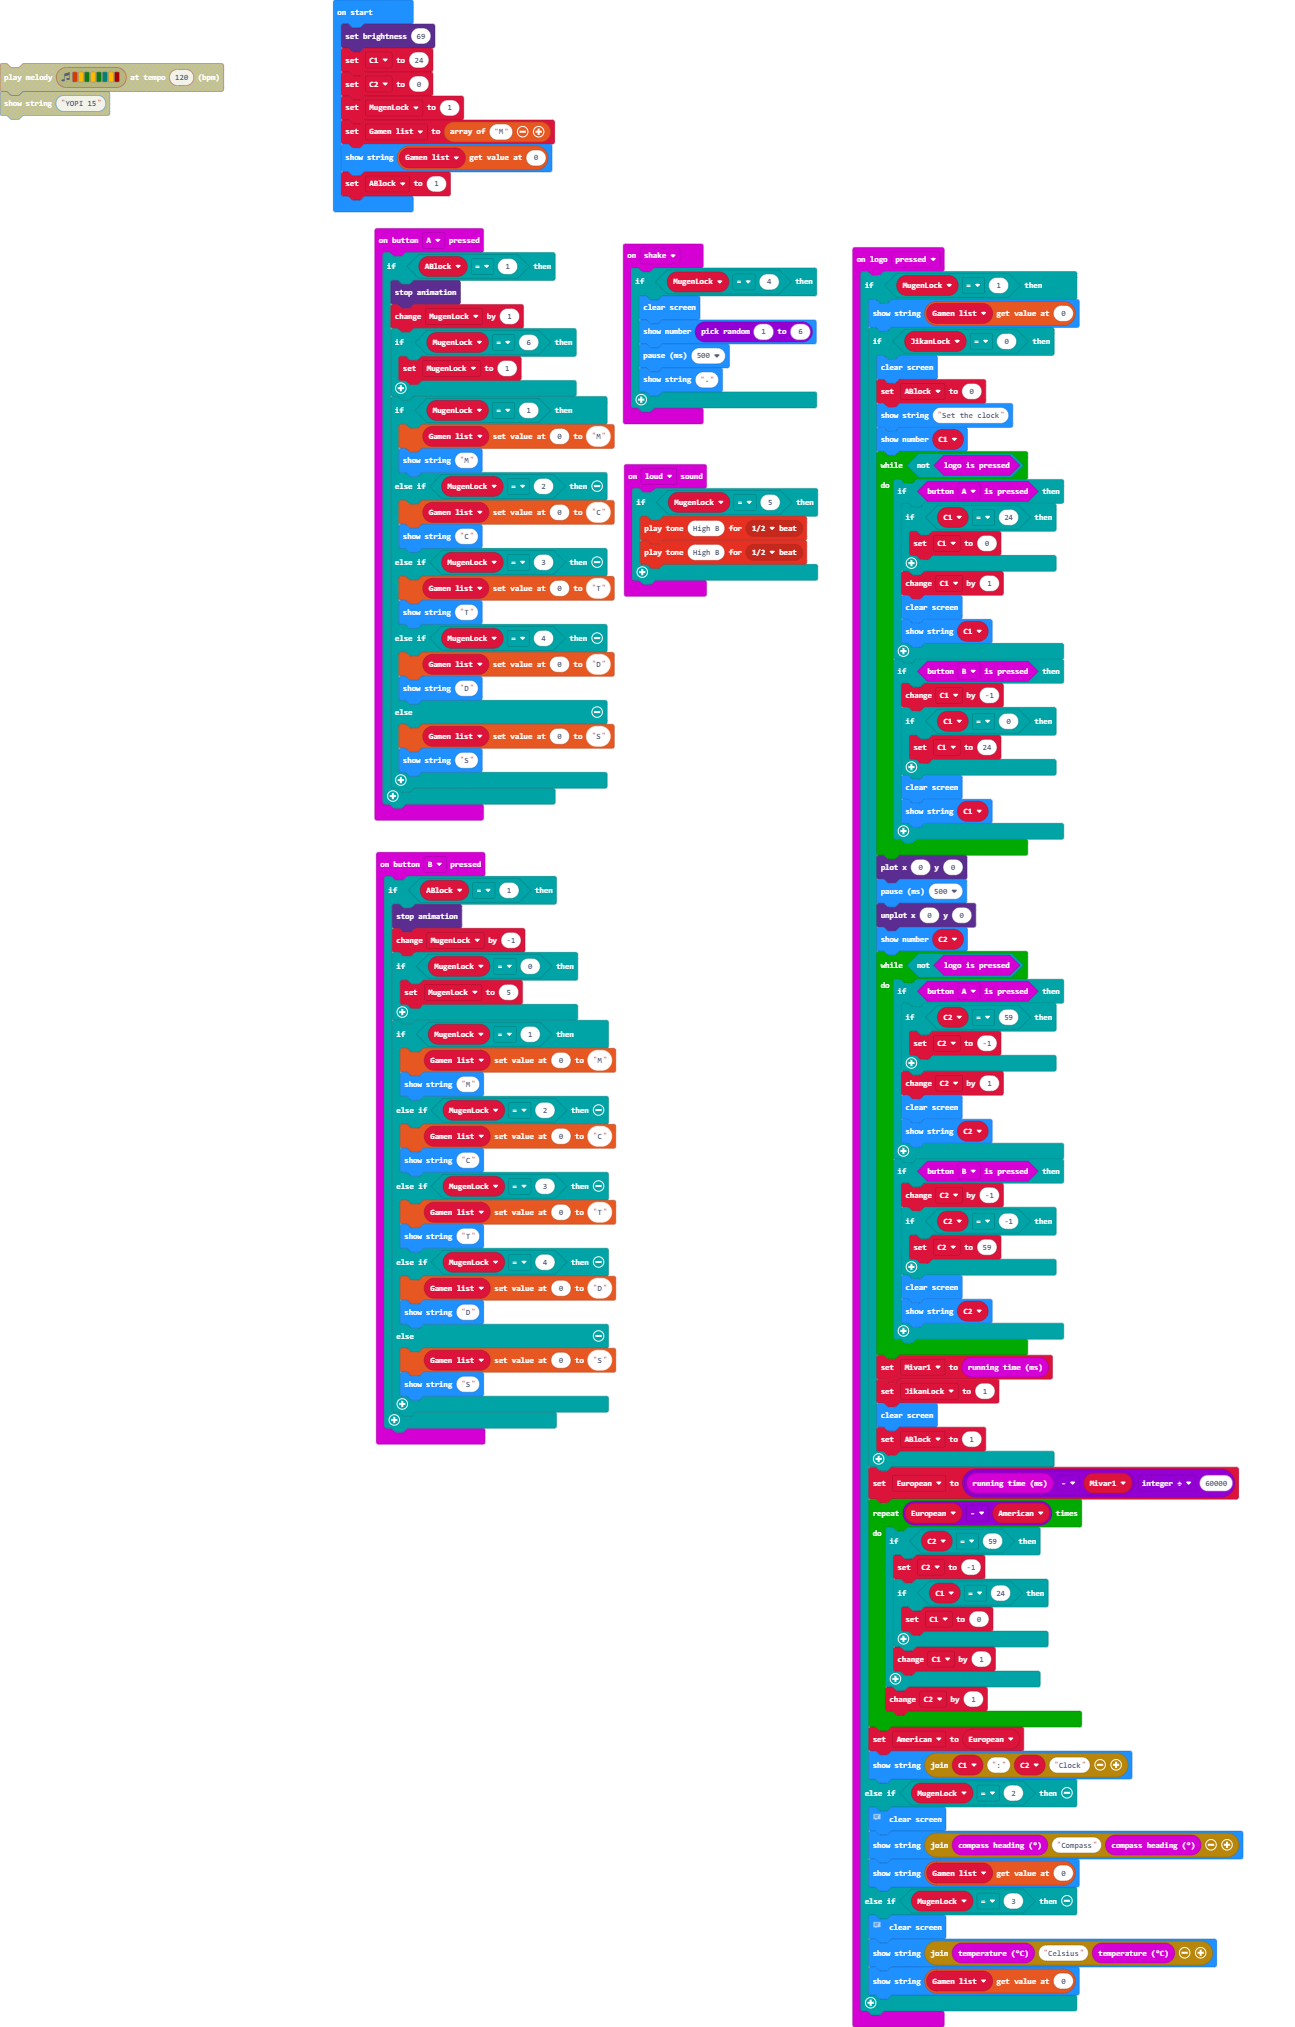 play melody at tempo 120 (bpm)
show string "YOPI 15"
on start
set brightness 69
set C1 to 24
set C2 to 0
set MugenLock to 1
set Gamen list to array of "M"
show string Gamen list get value at 0
set ABlock to 1
on button A pressed
if ABlock = 1 then
stop animation
change MugenLock by 1
if MugenLock = 6 then
set MugenLock to 1
if MugenLock = 1 then
Gamen list set value at 0 to "M"
show string "M"
else if MugenLock = 2 then
Gamen list set value at 0 to "C"
show string "C"
else if MugenLock = 3 then
Gamen list set value at 0 to "T"
show string "T"
else if MugenLock = 4 then
Gamen list set value at 0 to "D"
show string "D"
else
Gamen list set value at 0 to "S"
show string "S"
on button B pressed
if ABlock = 1 then
stop animation
change MugenLock by -1
if MugenLock = 0 then
set MugenLock to 5
if MugenLock = 1 then
Gamen list set value at 0 to "M"
show string "M"
else if MugenLock = 2 then
Gamen list set value at 0 to "C"
show string "C"
else if MugenLock = 3 then
Gamen list set value at 0 to "T"
show string "T"
else if MugenLock = 4 then
Gamen list set value at 0 to "D"
show string "D"
else
Gamen list set value at 0 to "S"
show string "S"
on shake
if MugenLock = 4 then
clear screen
show number pick random 1 to 6
pause (ms) 500
show string "."
on loud sound
if MugenLock = 5 then
play tone High B for 1/2 beat
play tone High B for 1/2 beat
on logo pressed
if MugenLock = 1 then
show string Gamen list get value at 0
if JikanLock = 0 then
clear screen
set ABlock to 0
show string "Set the clock"
show number C1
while not logo is pressed
do if button A is pressed then
if C1 = 24 then
set C1 to 0
change C1 by 1
clear screen
show string C1
if button B is pressed then
change C1 by -1
if C1 = 0 then
set C1 to 24
clear screen
show string C1
plot x 0 y 0
pause (ms) 500
unplot x 0 y 0
show number C2
while not logo is pressed
do if button A is pressed then
if C2 = 59 then
set C2 to -1
change C2 by 1
clear screen
show string C2
if button B is pressed then
change C2 by -1
if C2 = -1 then
set C2 to 59
clear screen
show string C2
set Mivar1 to running time (ms)
set JikanLock to 1
clear screen
set ABlock to 1
set European to running time (ms) - Mivar1 integer ÷ 60000
repeat European - American times
do if C2 = 59 then
set C2 to -1
if C1 = 24 then
set C1 to 0
change C1 by 1
change C2 by 1
set American to European
show string join C1 ":" C2 "Clock"
else if MugenLock = 2 then
clear screen
show string join compass heading (°) "Compass" compass heading (°)
show string Gamen list get value at 0
else if MugenLock = 3 then
clear screen
show string join temperature (°C) "Celsius" temperature (°C)
show string Gamen list get value at 0